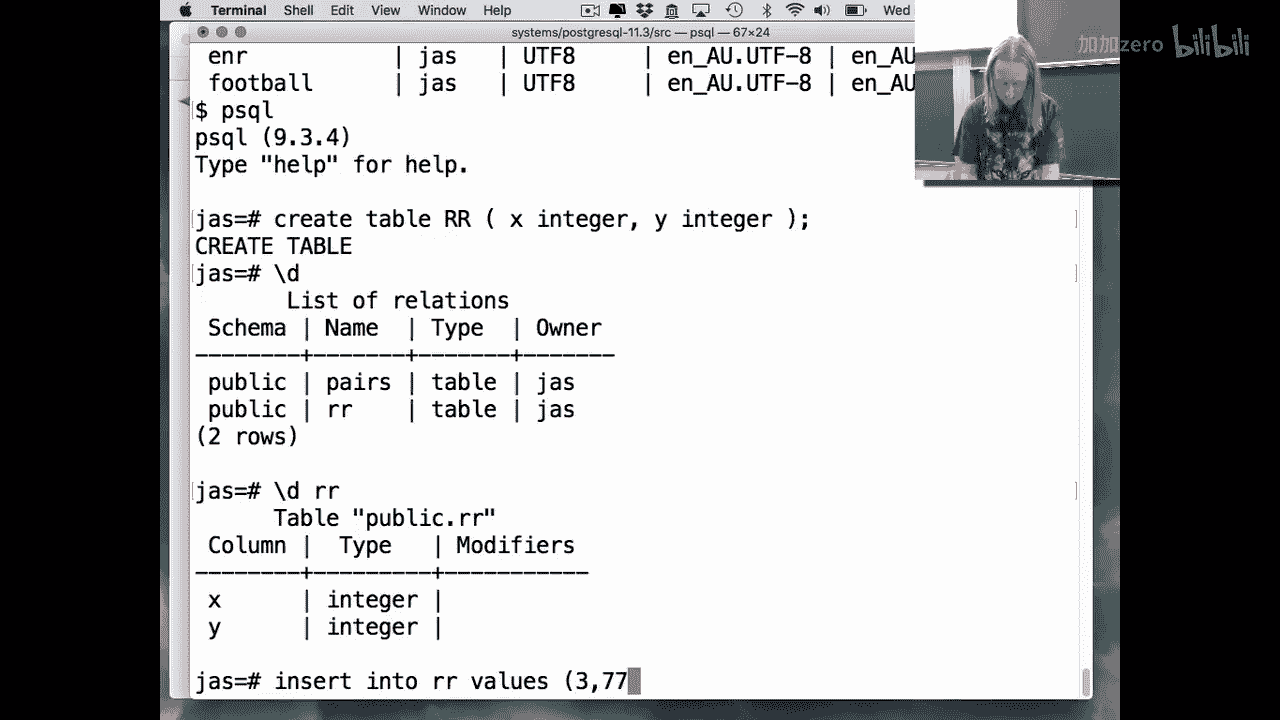 Terminal Shell Edit View Window Help Wed
systems/postgresql-11.3/src — psql — 67×24
加加zero bilibili
enr | jas | UTF8 | en_AU.UTF-8 | en_AU
football | jas | UTF8 | en_AU.UTF-8 | en_AU
$ psql
psql (9.3.4)
Type "help" for help.
jas=# create table RR ( x integer, y integer );
CREATE TABLE
jas=# \d
List of relations
Schema | Name | Type | Owner
--------+-------+-------+-------
public | pairs | table | jas
public | rr | table | jas
(2 rows)
jas=# \d rr
Table "public.rr"
Column | Type | Modifiers
--------+---------+-----------
x | integer |
y | integer |
jas=# insert into rr values (3,77